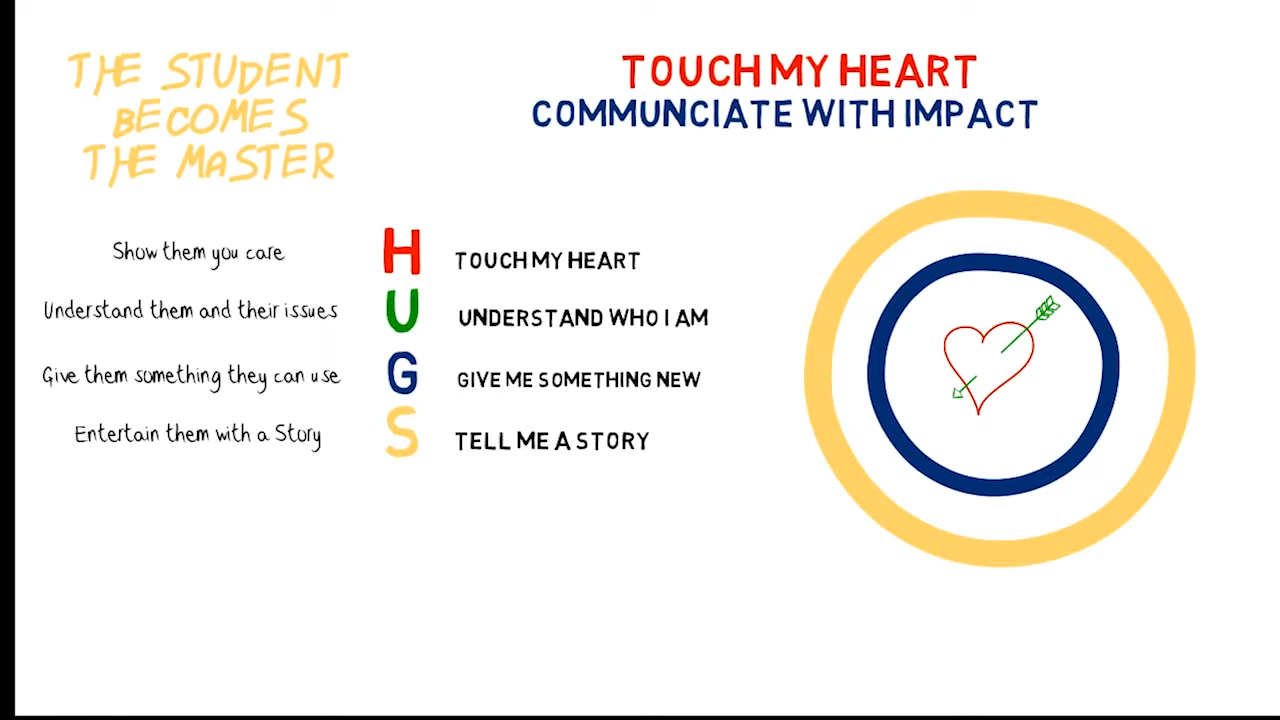 THE STUDENT
BECOMES
THE MASTER
TOUCH MY HEART
COMMUNCIATE WITH IMPACT
Show them you care H TOUCH MY HEART
Understand them and their issues U UNDERSTAND WHO I AM
Give them something they can use G GIVE ME SOMETHING NEW
Entertain them with a Story S TELL ME A STORY